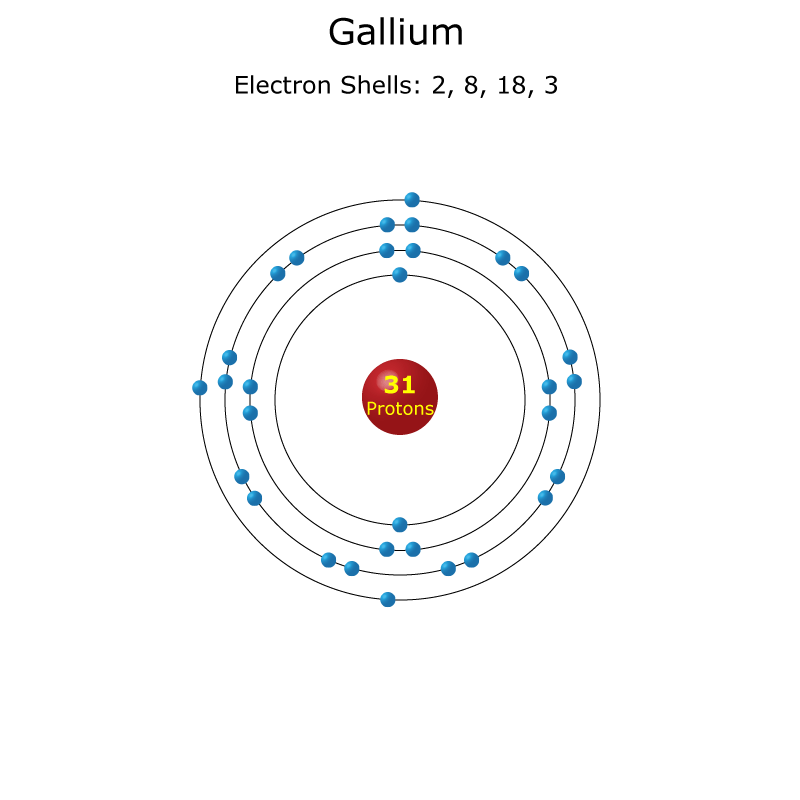 Gallium
Electron Shells: 2, 8, 18, 3
31
Protons